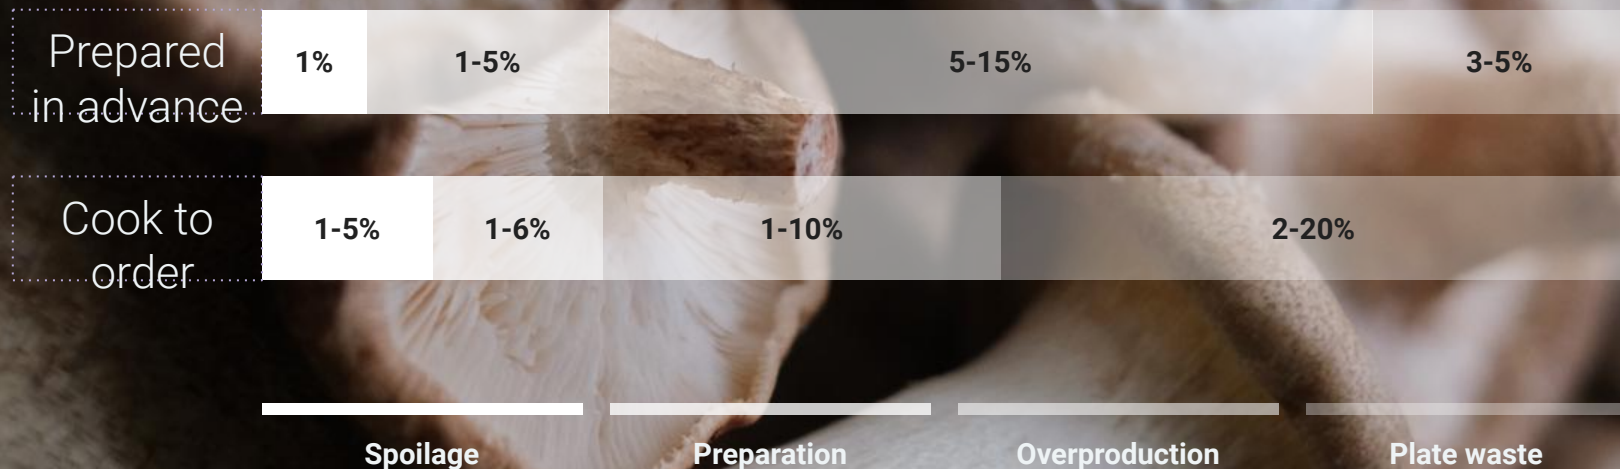 Prepared
in advance
1%
1-5%
5-15%
3-5%
Cook to
order
1-5%
1-6%
1-10%
2-20%
Spoilage
Preparation
Overproduction
Plate waste